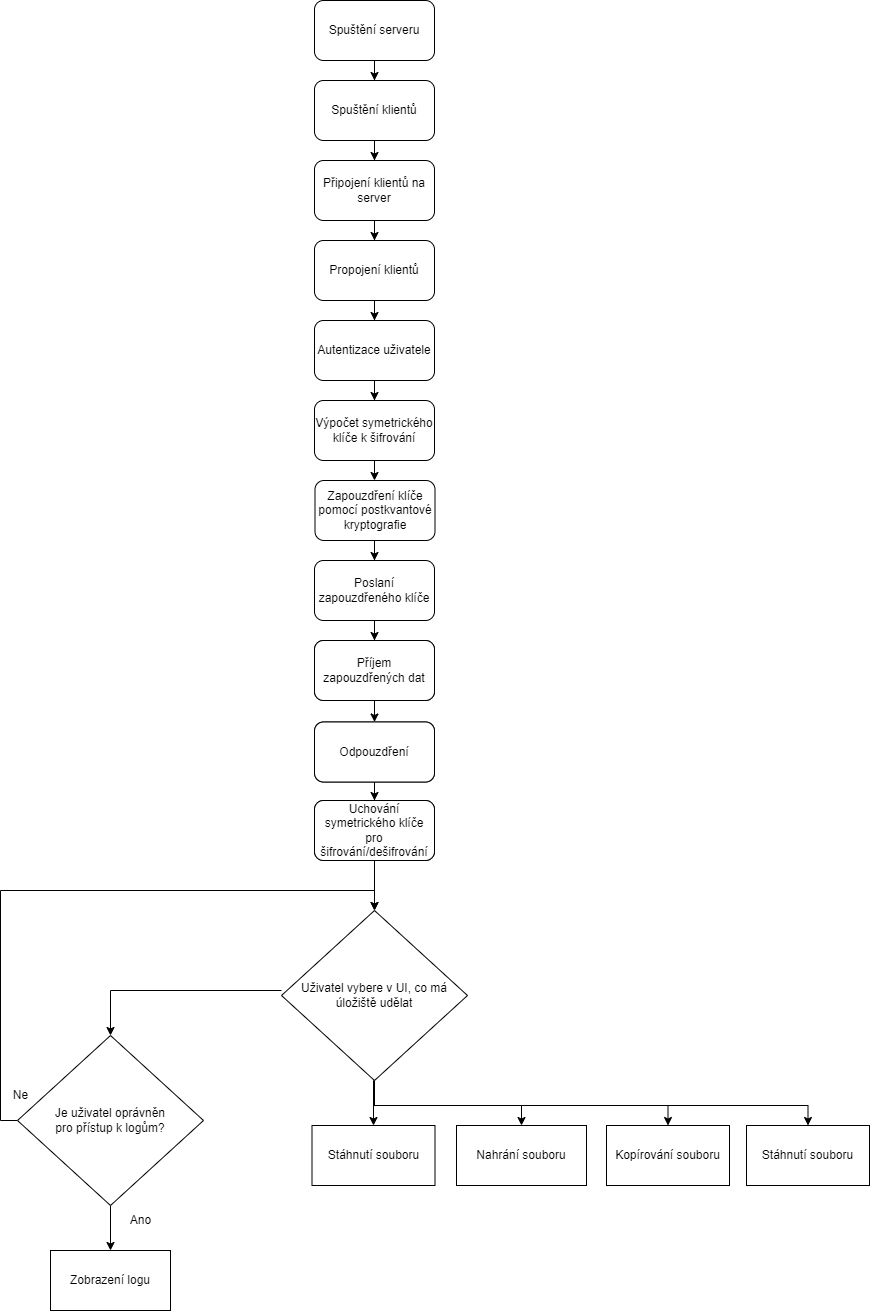 Spuštění serveru
Spuštění klientů
Připojení klientů na
server
Propojení klientů
Autentizace uživatele
Výpočet symetrického
klíče k šifrování
Zapouzdření klíče
pomocí postkvantové
kryptografie
Poslaní
zapouzdřeného klíče
Příjem
zapouzdřených dat
Odpouzdření
Uchování
symetrického klíče
pro
šifrování/dešifrování
Uživatel vybere v UI, co má
úložiště udělat
Ne
Je uživatel oprávněn
pro přístup k logům?
Stáhnutí souboru
Nahrání souboru
Kopírování souboru
Stáhnutí souboru
Ano
Zobrazení logu